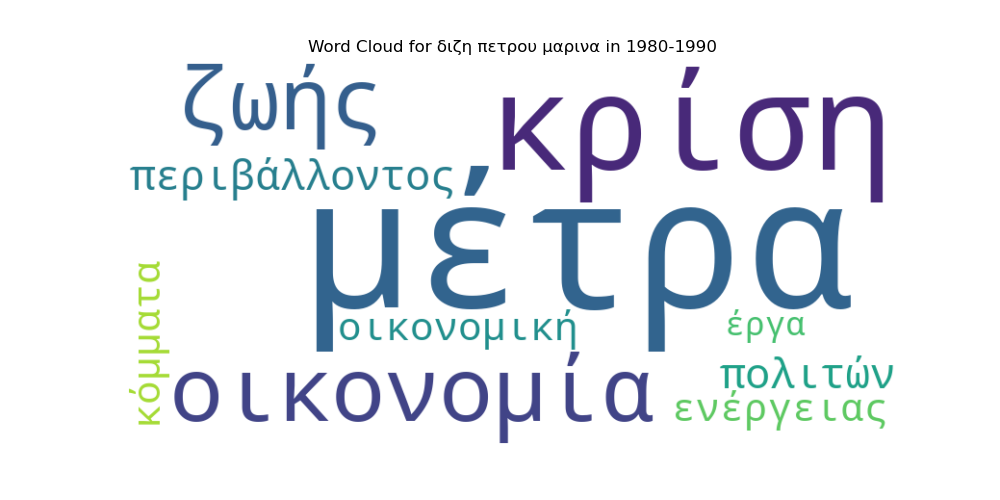 Word Cloud for διζη πετρου μαρινα in 1980-1990
ζωής
κρίση
περιβάλλοντος
μέτρα
κόμματα
οικονομική
έργα
οικονομία
πολιτών
ενέργειας